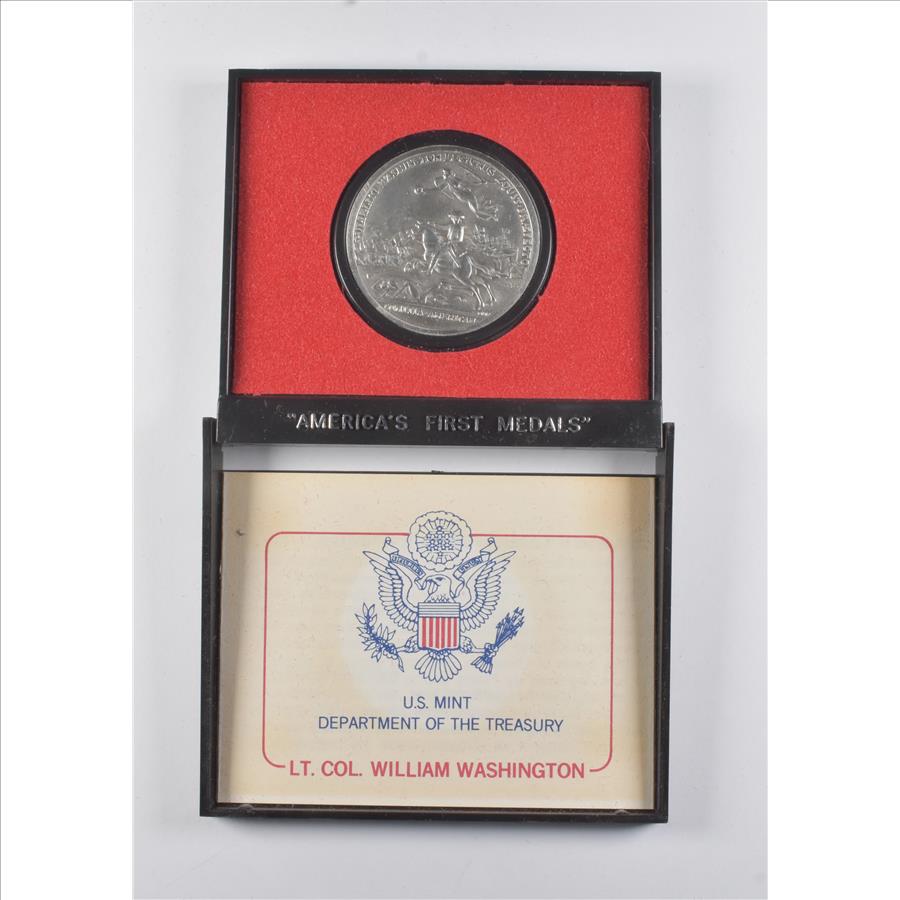 "AMERICA'S FIRST MEDALS"
U.S. MINT
DEPARTMENT OF THE TREASURY
LT. COL. WILLIAM WASHINGTON